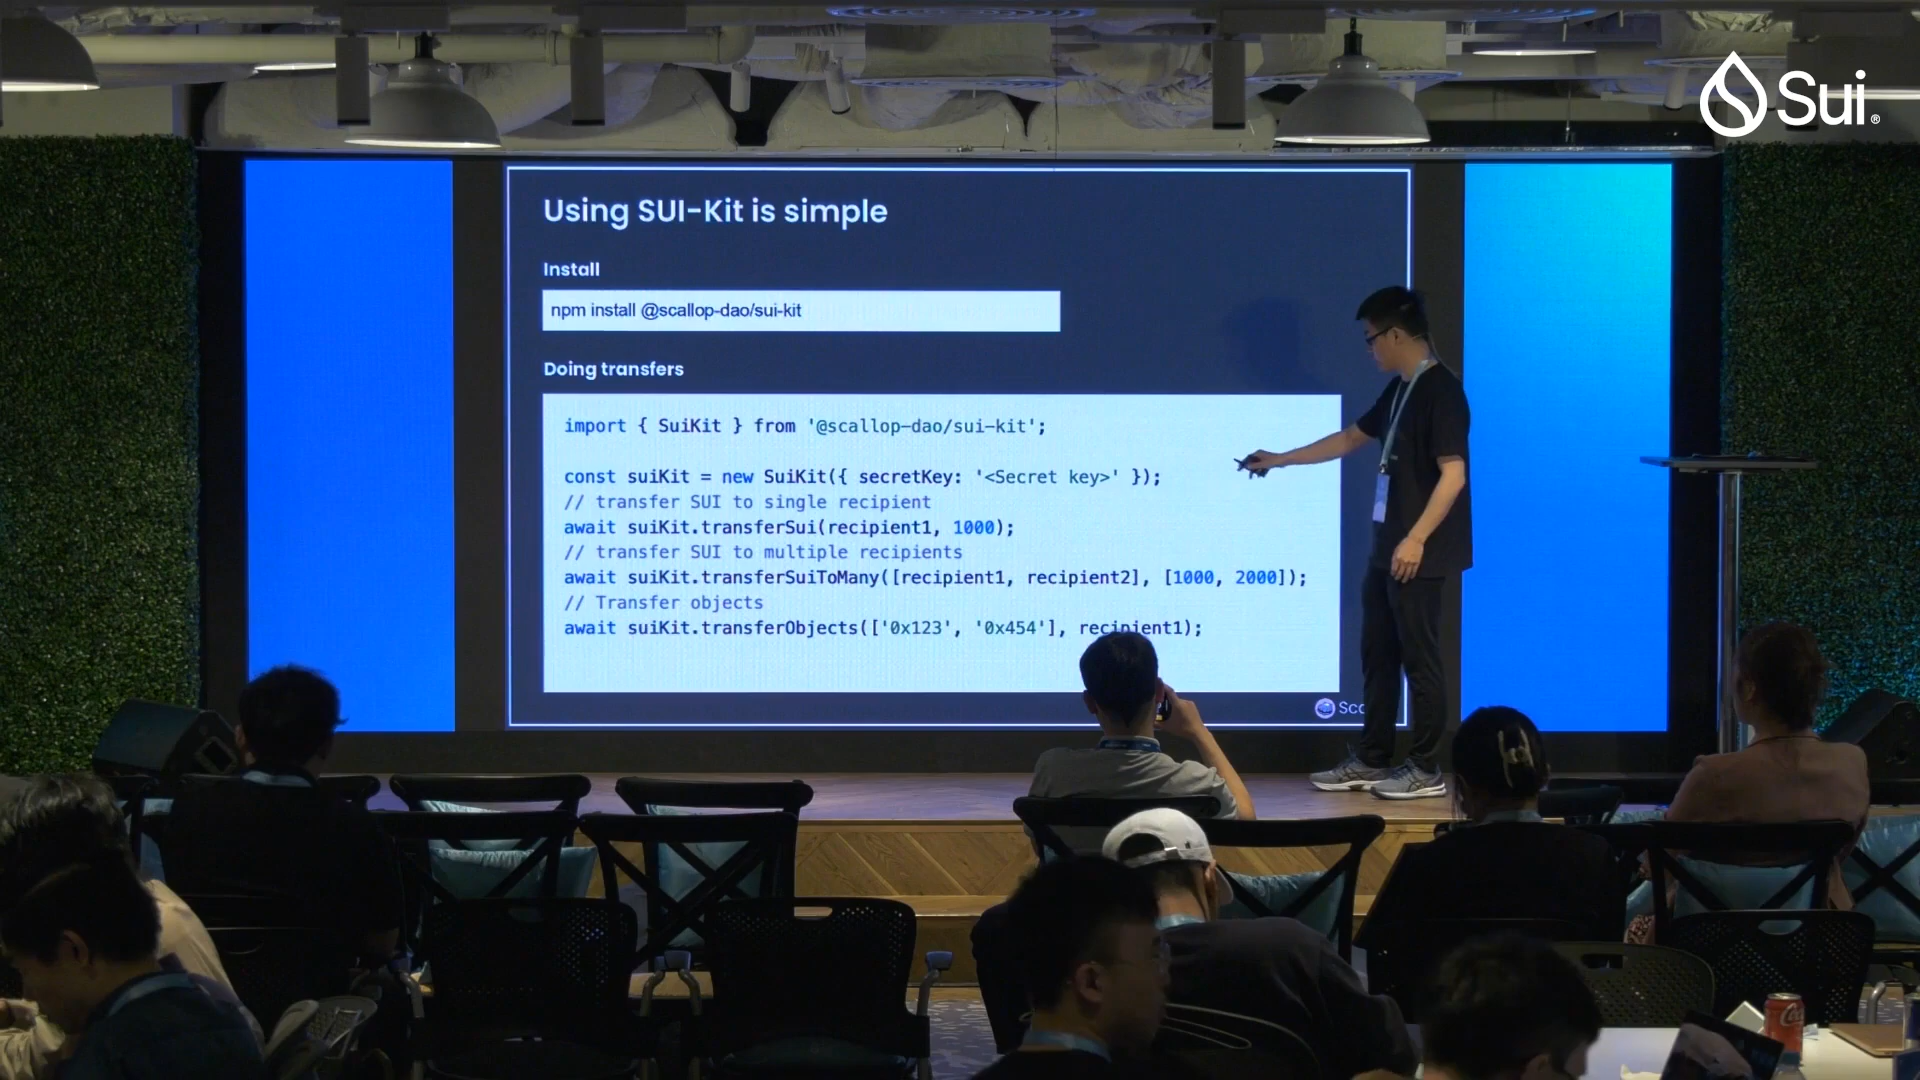 Sui®
Using SUI-Kit is simple
Install
npm install @scallop-dao/sui-kit
Doing transfers
import { SuiKit } from '@scallop-dao/sui-kit';
const suiKit = new SuiKit({ secretKey: '<Secret key>' });
// transfer SUI to single recipient
await suiKit.transferSui(recipient1, 1000);
// transfer SUI to multiple recipients
await suiKit.transferSuiToMany([recipient1, recipient2], [1000, 2000]);
// Transfer objects
await suiKit.transferObjects(['0x123', '0x454'], recipient1);